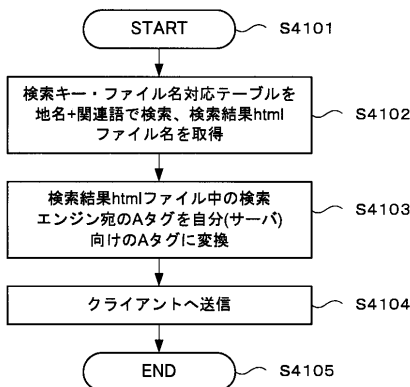 START
S4101
検索キー・ファイル名対応テーブルを
地名+関連語で検索、検索結果html
ファイル名を取得
S4102
検索結果htmlファイル中の検索
エンジン宛のAタグを自分(サーバ)
向けのAタグに変換
S4103
クライアントへ送信
S4104
END
S4105